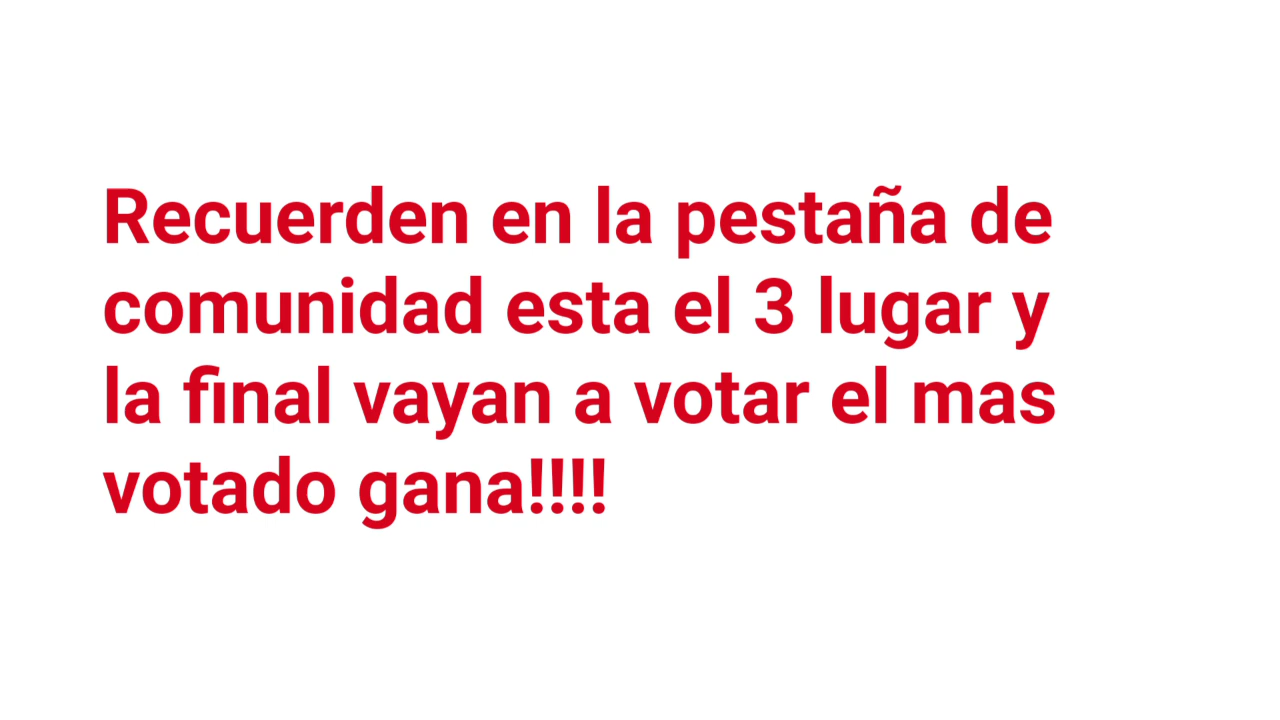 Recuerden en la pestaña de
comunidad esta el 3 lugar y
la final vayan a votar el mas
votado gana!!!!